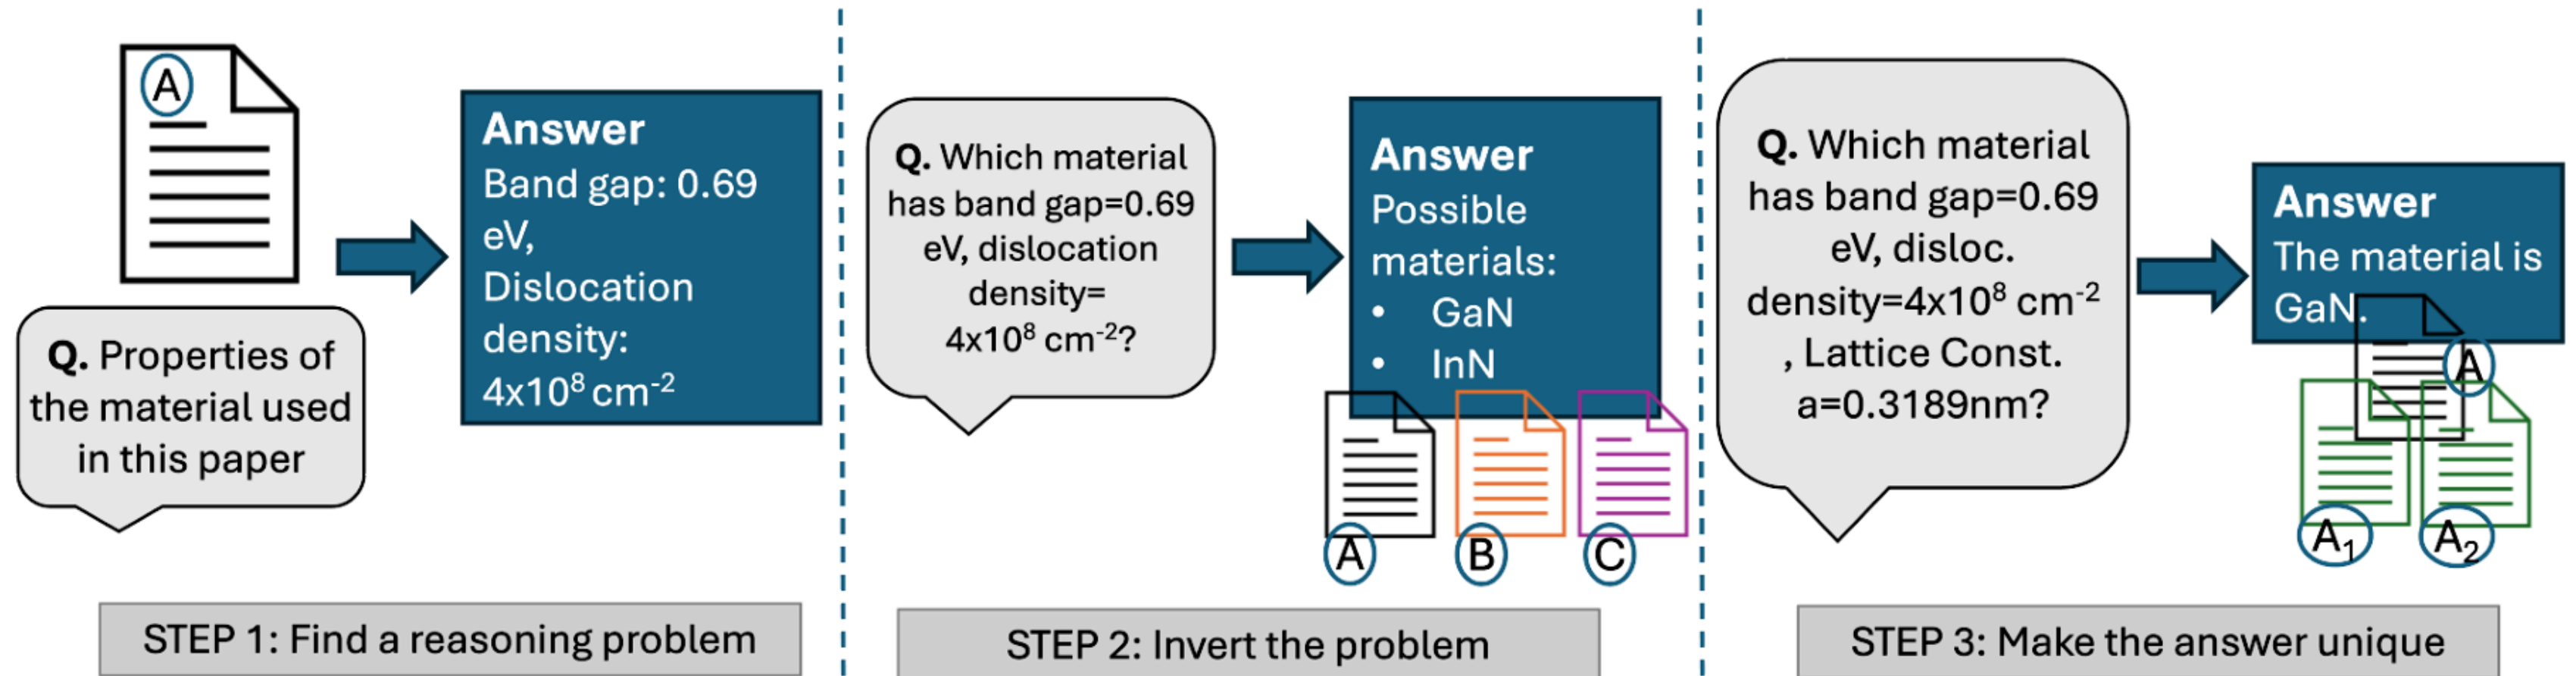 A
Q. Properties of
the material used
in this paper
Answer
Band gap: 0.69
eV,
Dislocation
density:
4x10⁸ cm⁻²
STEP 1: Find a reasoning problem
Q. Which material
has band gap=0.69
eV, dislocation
density=
4x10⁸ cm⁻²?
Answer
Possible
materials:
• GaN
• InN
A
B
C
STEP 2: Invert the problem
Q. Which material
has band gap=0.69
eV, disloc.
density=4x10⁸ cm⁻²
, Lattice Const.
a=0.3189nm?
Answer
The material is
GaN.
A
A₁
A₂
STEP 3: Make the answer unique